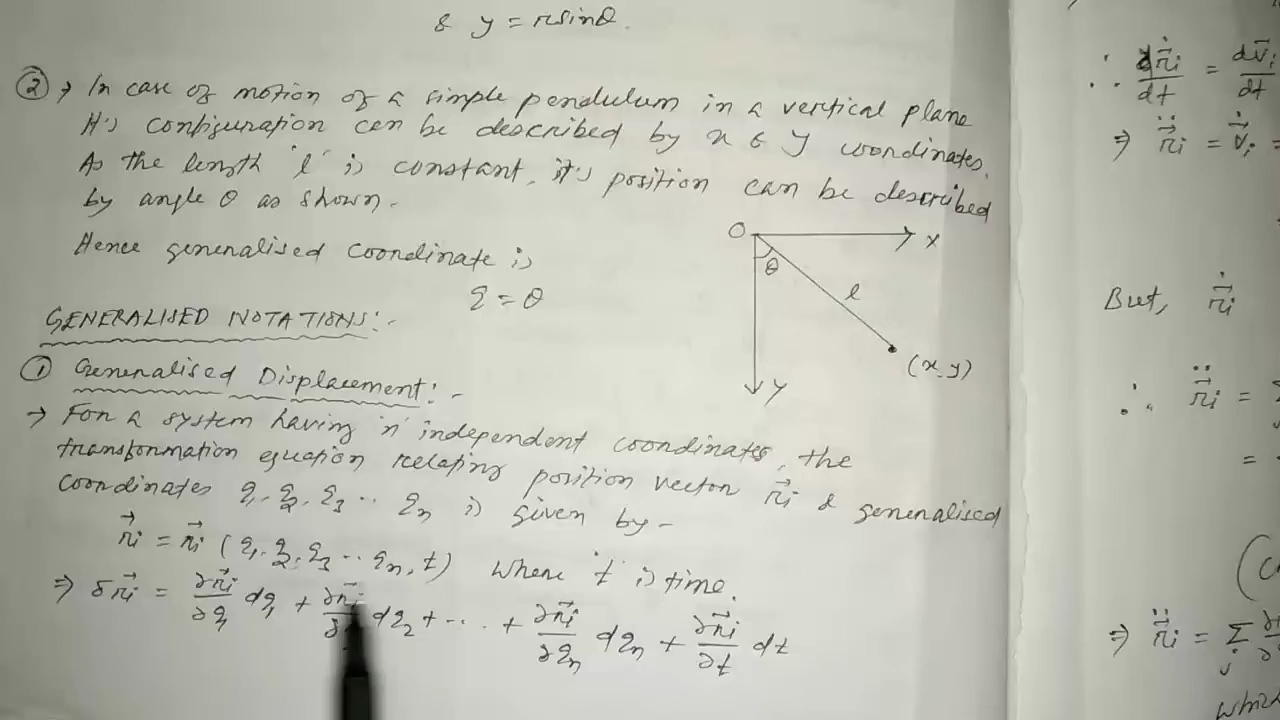 & y = rsinθ.
② → In case of motion of a simple pendulum in a vertical plane
It's configuration can be described by x & y coordinates.
As the length 'l' is constant, it's position can be described
by angle θ as shown.
Hence generalised coordinate is
q = θ
O
X
θ
l
(x, y)
Y
GENERALISED NOTATIONS:-
① Generalised Displacement:-
→ For a system having 'n' independent coordinates, the
transformation equation relating position vector r⃗i & generalised
coordinates q1, q2, q3 ... qn is given by -
r⃗i = r⃗i (q1, q2, q3 ... qn, t) where 't' is time.
⇒ δr⃗i = ∂r⃗i/∂q1 dq1 + ∂r⃗i/∂ dq2 + ... + ∂r⃗i/∂qn dqn + ∂r⃗i/∂t dt
∴ dṙ⃗i/dt = dv⃗i/dt
⇒ r̈⃗i = v̇⃗i =
But, ṙ⃗i
∴ r̈⃗i =
=
⇒ r̈⃗i = Σj